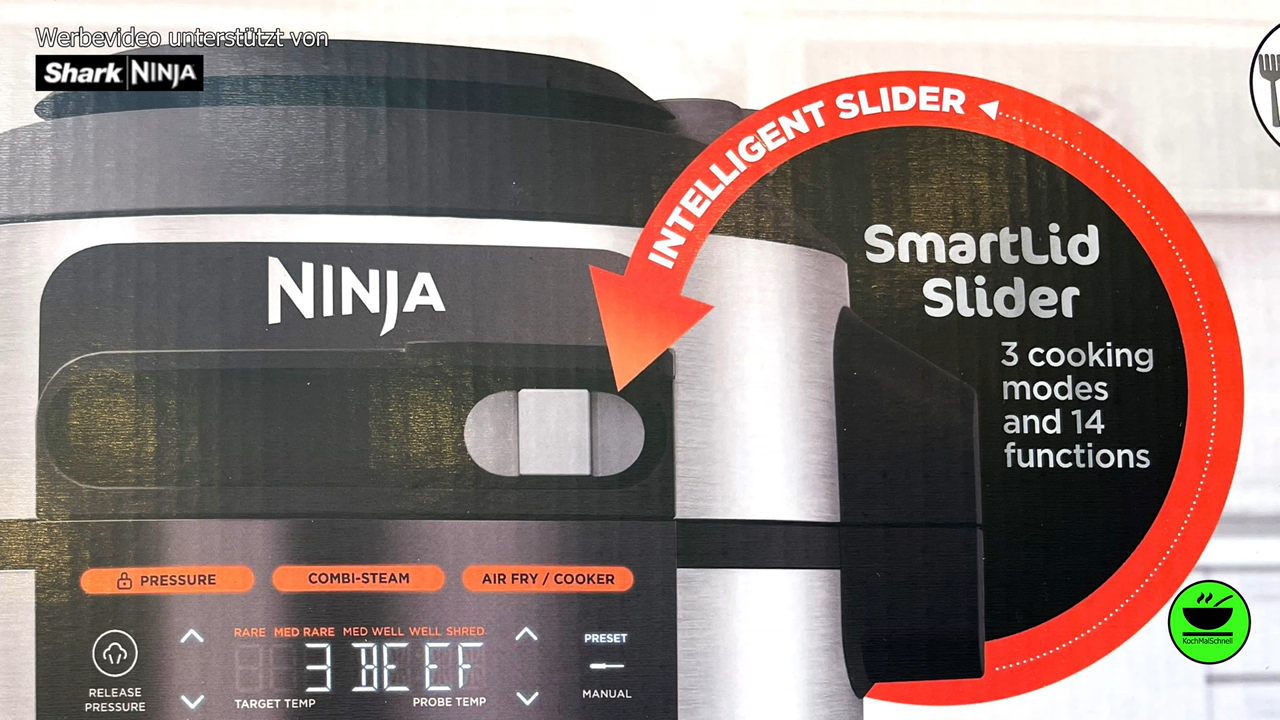 Werbevideo unterstützt von
Shark NINJA
INTELLIGENT SLIDER
SmartLid
Slider
3 cooking
modes
and 14
functions
NINJA
PRESSURE
COMBI-STEAM
AIR FRY / COOKER
RARE MED RARE MED WELL WELL SHRED
3 BEEF
TARGET TEMP
PROBE TEMP
RELEASE
PRESSURE
PRESET
MANUAL
KochMalSchnell